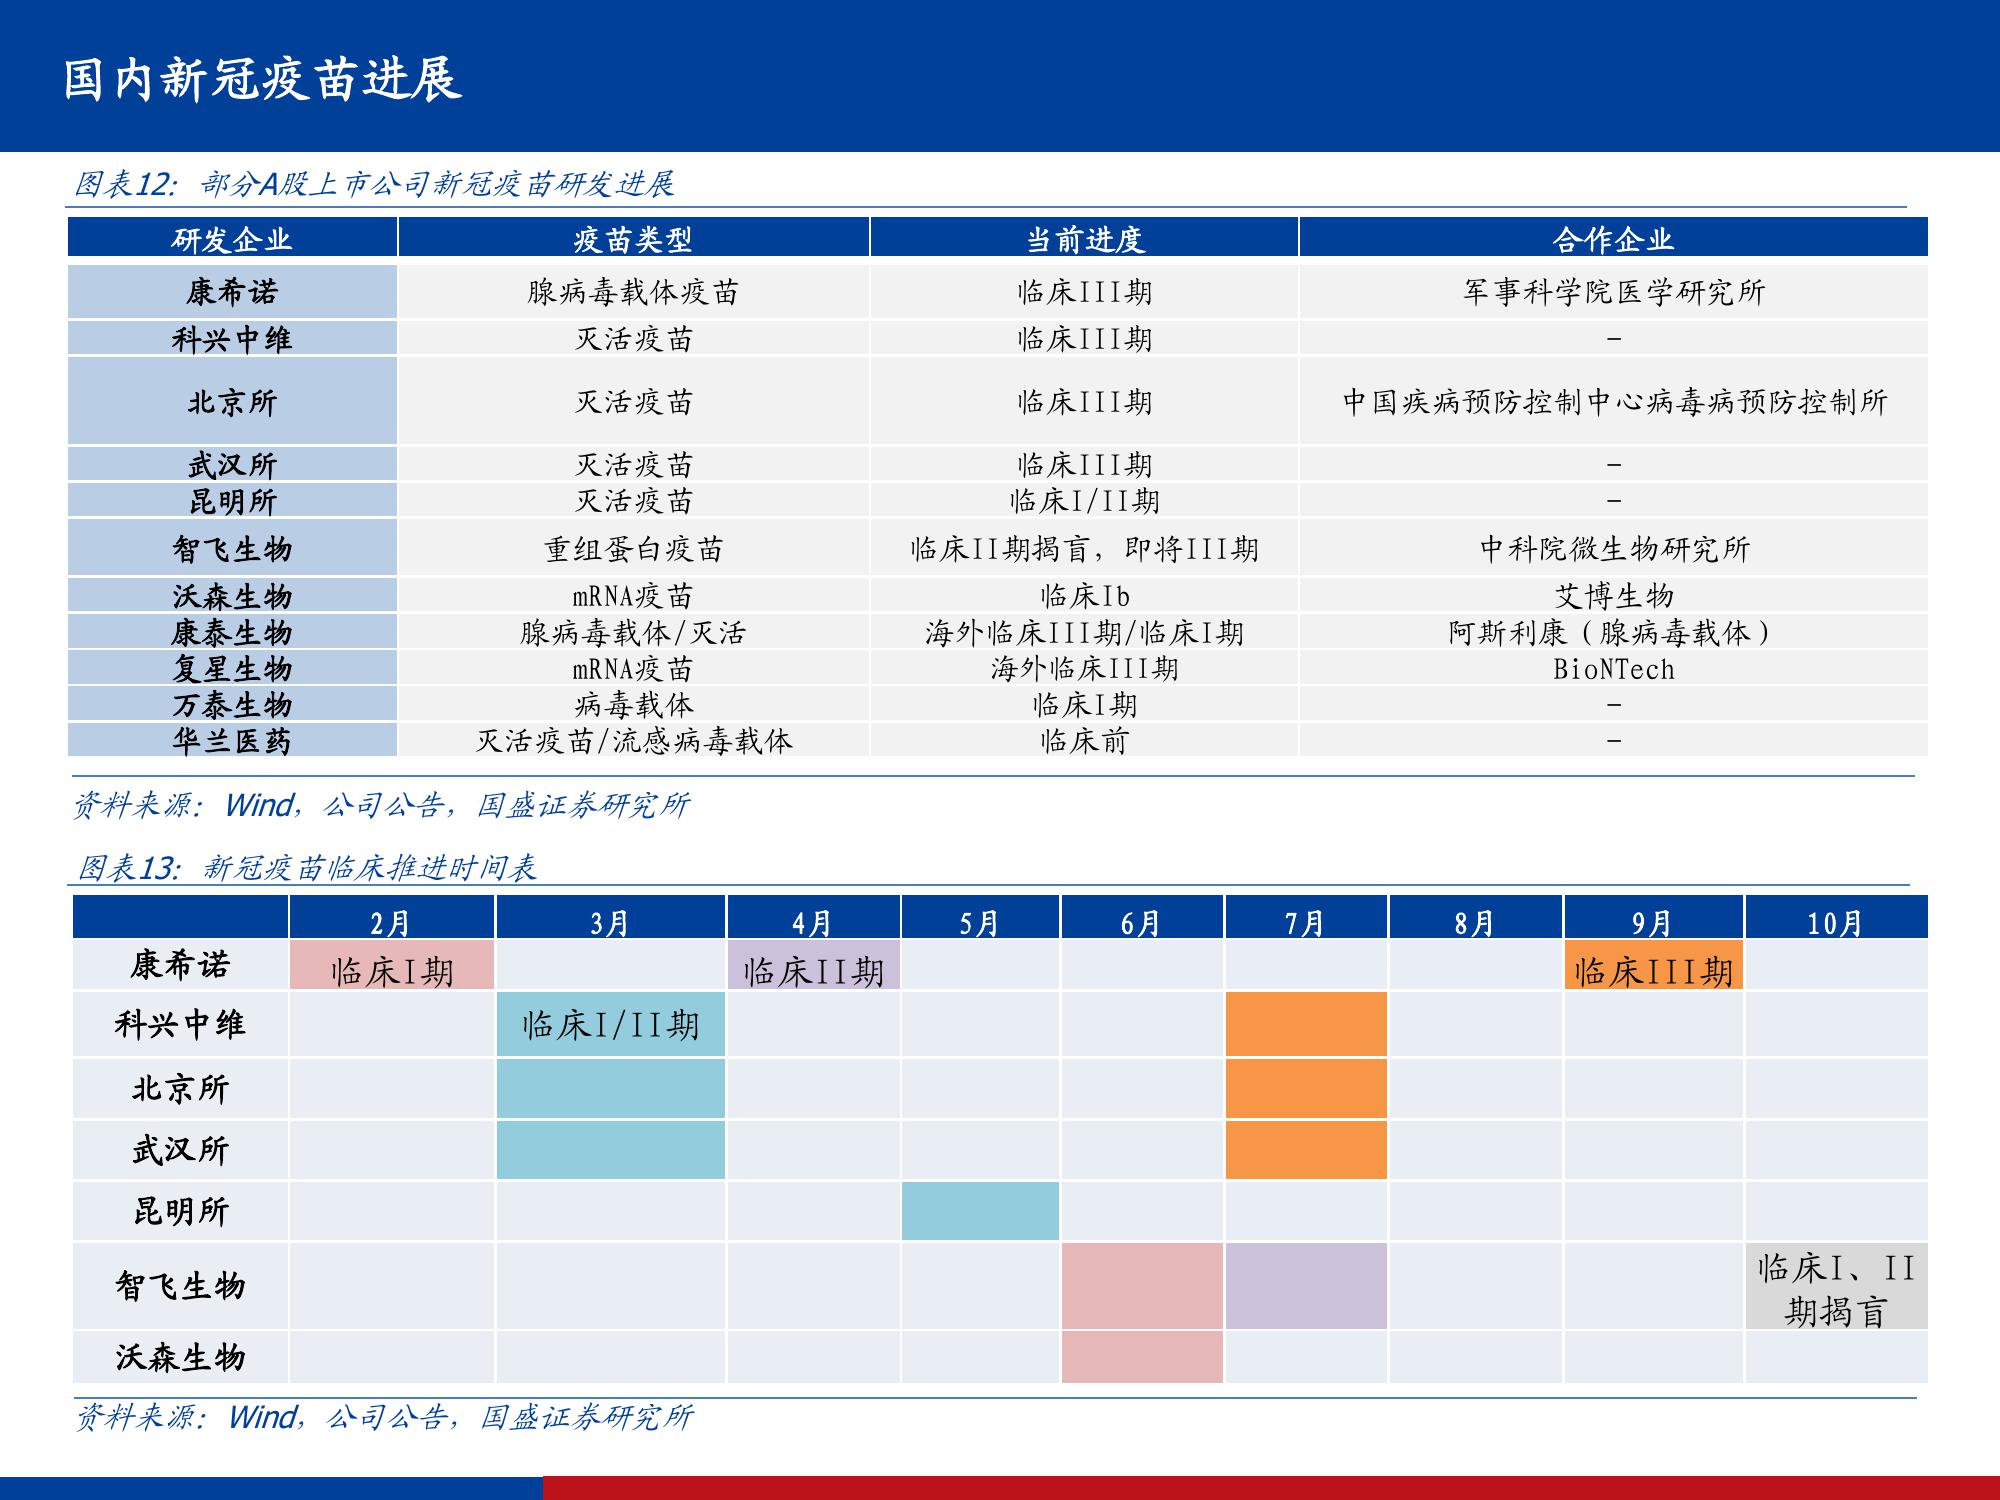 国内新冠疫苗进展
图表12：部分A股上市公司新冠疫苗研发进展
研发企业 疫苗类型 当前进度 合作企业
康希诺 腺病毒载体疫苗 临床III期 军事科学院医学研究所
科兴中维 灭活疫苗 临床III期 -
北京所 灭活疫苗 临床III期 中国疾病预防控制中心病毒病预防控制所
武汉所 灭活疫苗 临床III期 -
昆明所 灭活疫苗 临床I/II期 -
智飞生物 重组蛋白疫苗 临床II期揭盲，即将III期 中科院微生物研究所
沃森生物 mRNA疫苗 临床Ib 艾博生物
康泰生物 腺病毒载体/灭活 海外临床III期/临床I期 阿斯利康（腺病毒载体）
复星生物 mRNA疫苗 海外临床III期 BioNTech
万泰生物 病毒载体 临床I期 -
华兰医药 灭活疫苗/流感病毒载体 临床前 -
资料来源：Wind，公司公告，国盛证券研究所
图表13：新冠疫苗临床推进时间表
2月 3月 4月 5月 6月 7月 8月 9月 10月
康希诺 临床I期 临床II期 临床III期
科兴中维 临床I/II期
北京所
武汉所
昆明所
智飞生物 临床I、II
期揭盲
沃森生物
资料来源：Wind，公司公告，国盛证券研究所